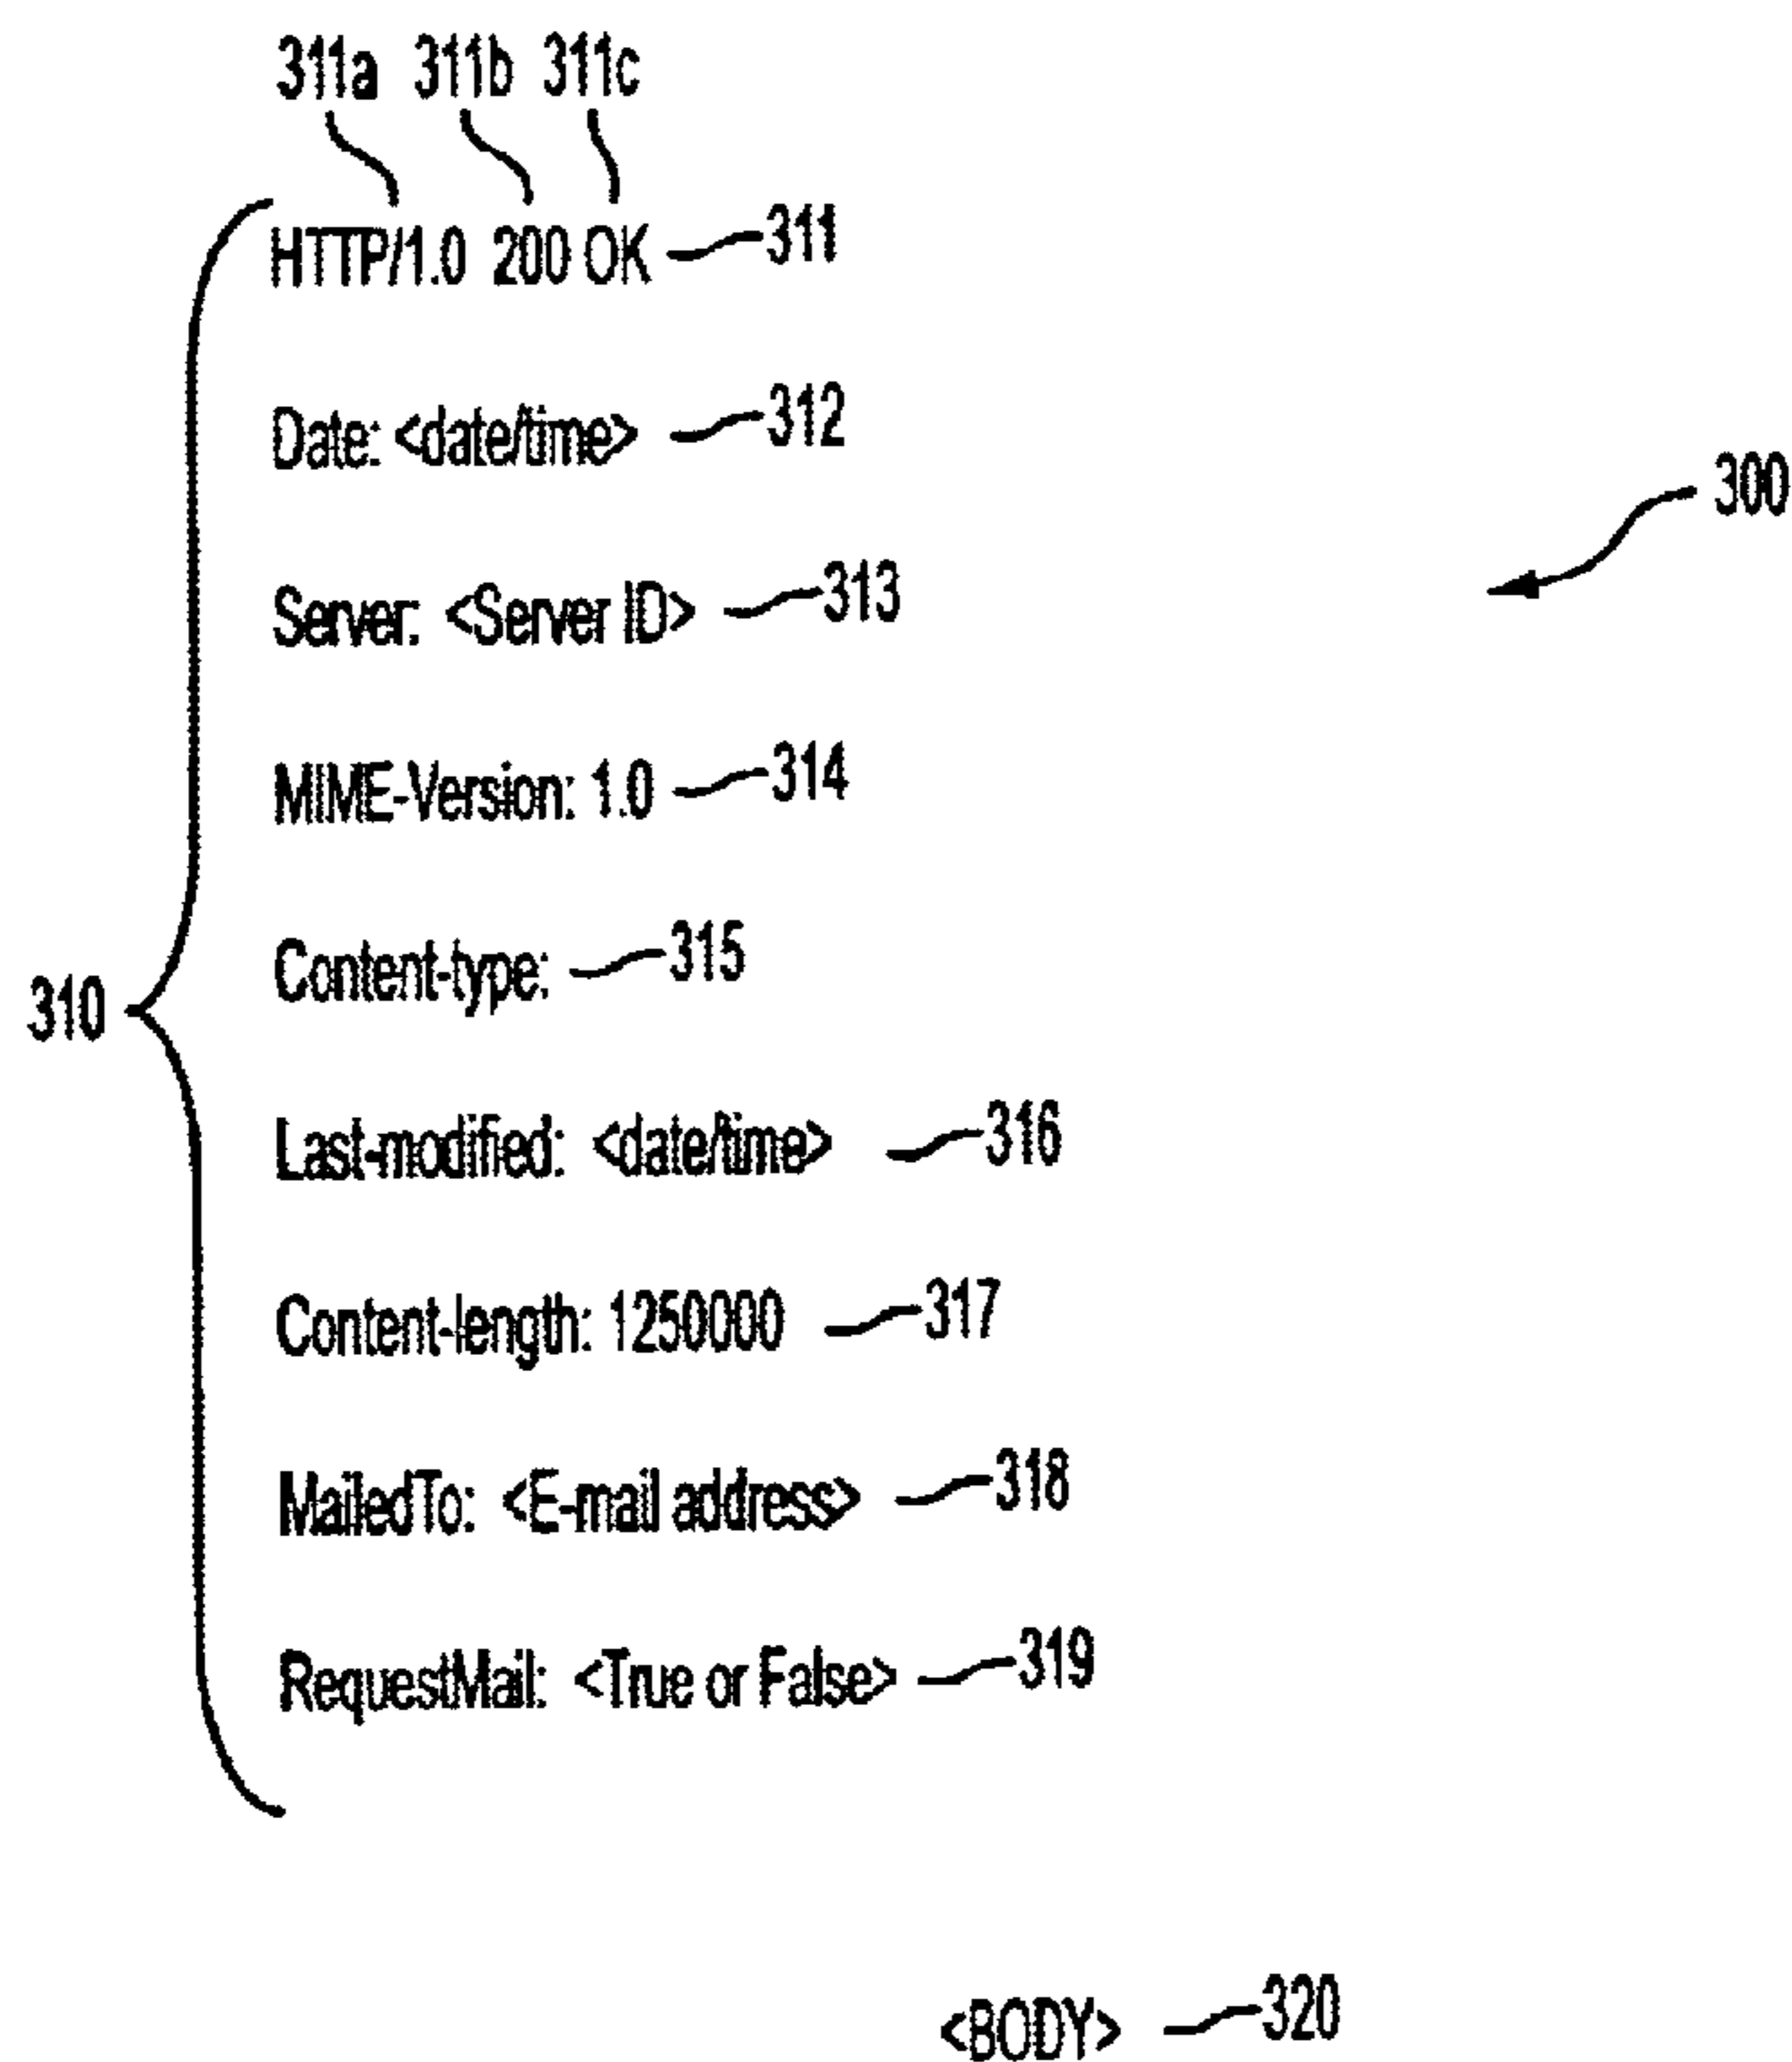 311a 311b 311c
HTTP/1.0 200 OK 311
Date: <date/time> 312
300
Server: <Server ID> 313
MIME-Version: 1.0 314
Content-type: 315
310
Last-modified: <date/time> 316
Content-length: 1250000 317
MailedTo: <E-mail address> 318
RequestMail: <True or False> 319
<BODY> 320